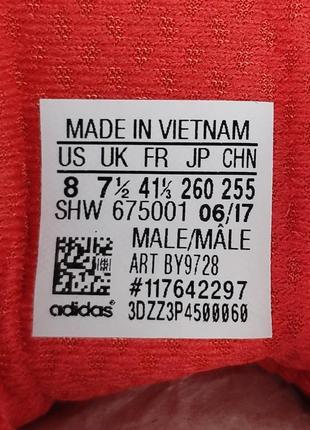 MADE IN VIETNAM
US UK FR JP CHN
8 7½ 41⅓ 260 255
SHW 675001 06/17
MALE/MÂLE
ART BY9728
#117642297
adidas 3DZZ3P4500060